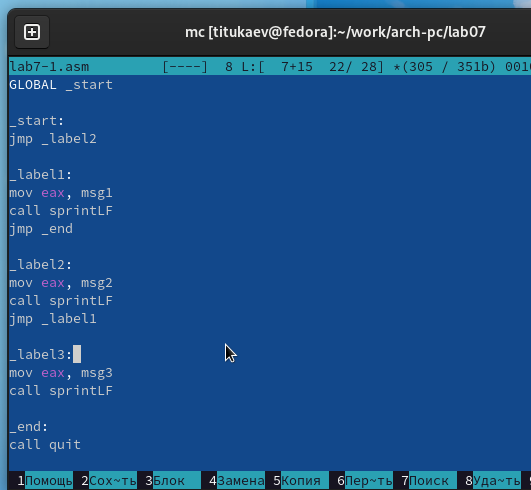 mc [titukaev@fedora]:~/work/arch-pc/lab07
lab7-1.asm [----] 8 L:[ 7+15 22/ 28] *(305 / 351b) 001
GLOBAL _start
_start:
jmp _label2
_label1:
mov eax, msg1
call sprintLF
jmp _end
_label2:
mov eax, msg2
call sprintLF
jmp _label1
_label3:
mov eax, msg3
call sprintLF
_end:
call quit
1Помощь 2Сох~ть 3Блок 4Замена 5Копия 6Пер~ть 7Поиск 8Уда~ть